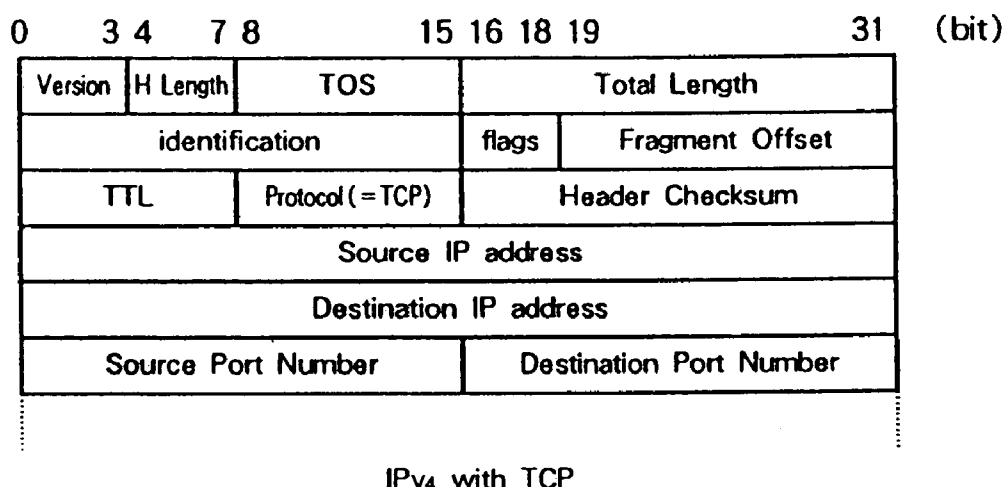 0 3 4 7 8 15 16 18 19 31 (bit)
Version H Length TOS Total Length
identification flags Fragment Offset
TTL Protocol(=TCP) Header Checksum
Source IP address
Destination IP address
Source Port Number Destination Port Number
IPv4 with TCP